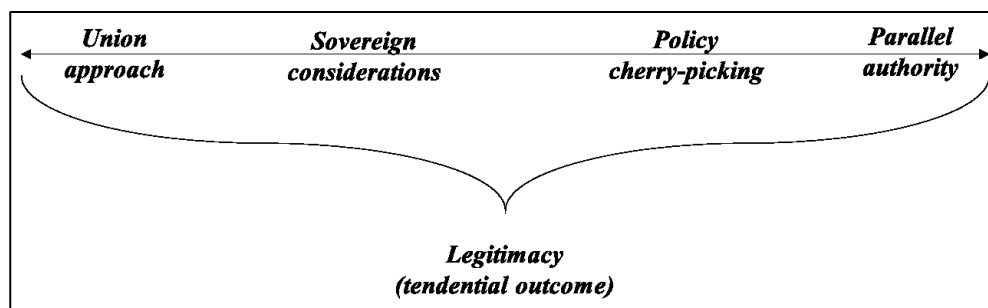 Union approach
Sovereign considerations
Policy cherry-picking
Parallel authority
Legitimacy
(tendential outcome)